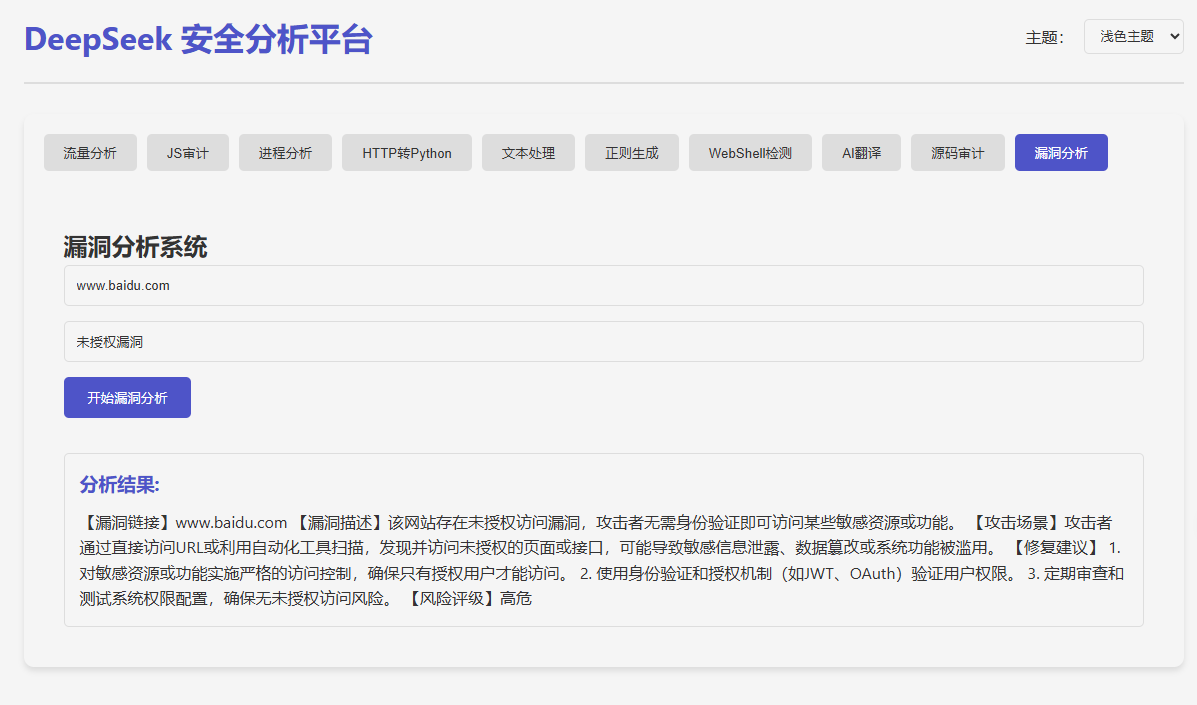 DeepSeek 安全分析平台
主题：
浅色主题
流量分析
JS审计
进程分析
HTTP转Python
文本处理
正则生成
WebShell检测
AI翻译
源码审计
漏洞分析
漏洞分析系统
www.baidu.com
未授权漏洞
开始漏洞分析
分析结果:
【漏洞链接】www.baidu.com 【漏洞描述】该网站存在未授权访问漏洞，攻击者无需身份验证即可访问某些敏感资源或功能。 【攻击场景】攻击者
通过直接访问URL或利用自动化工具扫描，发现并访问未授权的页面或接口，可能导致敏感信息泄露、数据篡改或系统功能被滥用。 【修复建议】 1.
对敏感资源或功能实施严格的访问控制，确保只有授权用户才能访问。 2. 使用身份验证和授权机制（如JWT、OAuth）验证用户权限。 3. 定期审查和
测试系统权限配置，确保无未授权访问风险。 【风险评级】高危